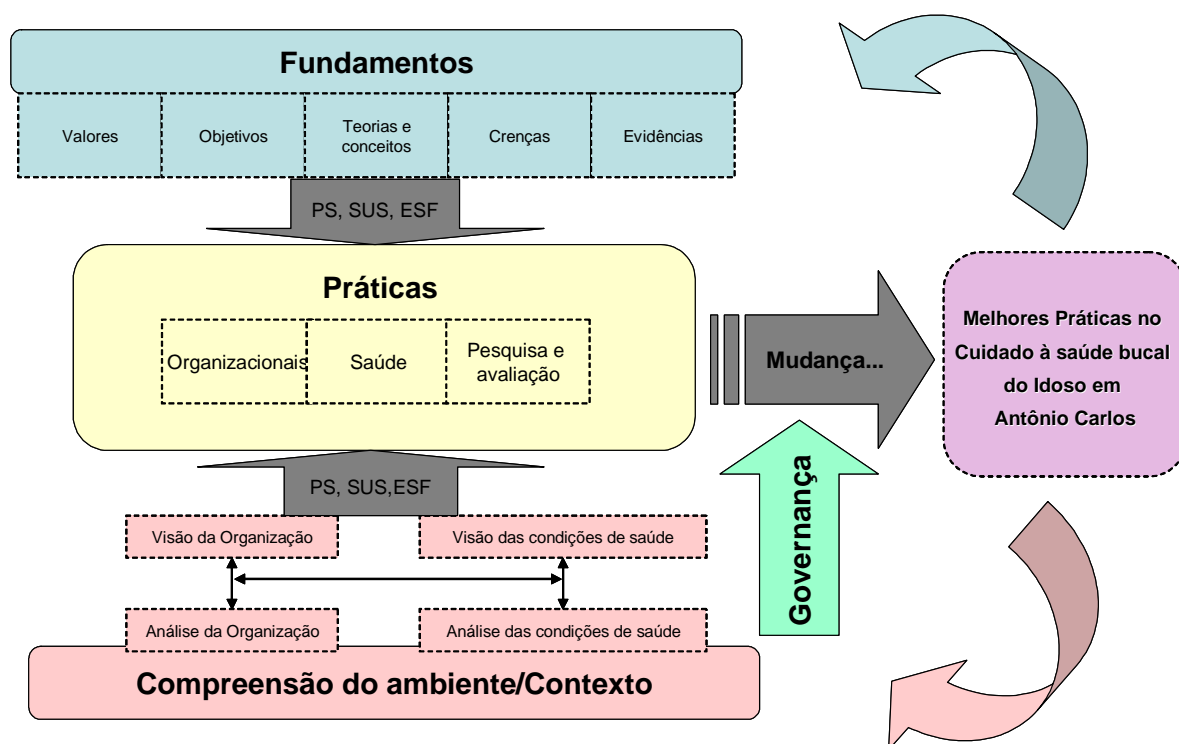 Fundamentos
Valores
Objetivos
Teorias e
conceitos
Crenças
Evidências
PS, SUS, ESF
Práticas
Organizacionais
Saúde
Pesquisa e
avaliação
Mudança...
Melhores Práticas no
Cuidado à saúde bucal
do Idoso em
Antônio Carlos
PS, SUS,ESF
Governança
Visão da Organização
Visão das condições de saúde
Análise da Organização
Análise das condições de saúde
Compreensão do ambiente/Contexto